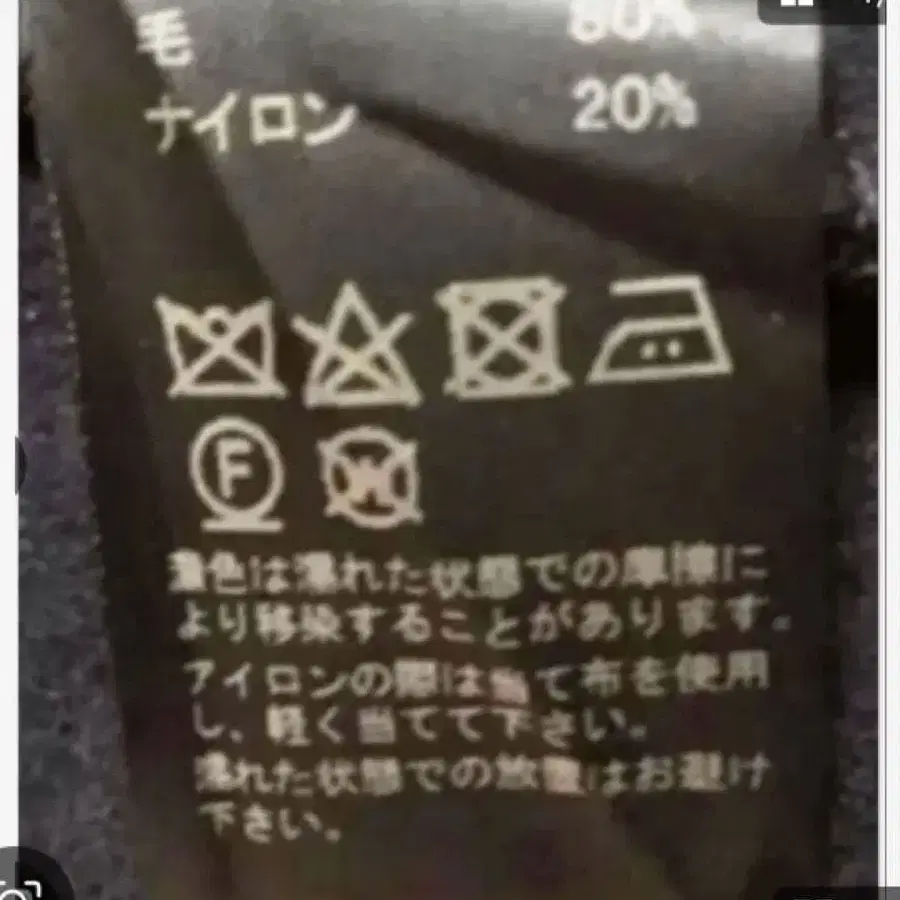 毛 80%
ナイロン 20%
F
W
濃色は濡れた状態での摩擦に
より移染することがあります。
アイロンの際は当て布を使用
し、軽く当てて下さい。
濡れた状態での放置はお避け
下さい。